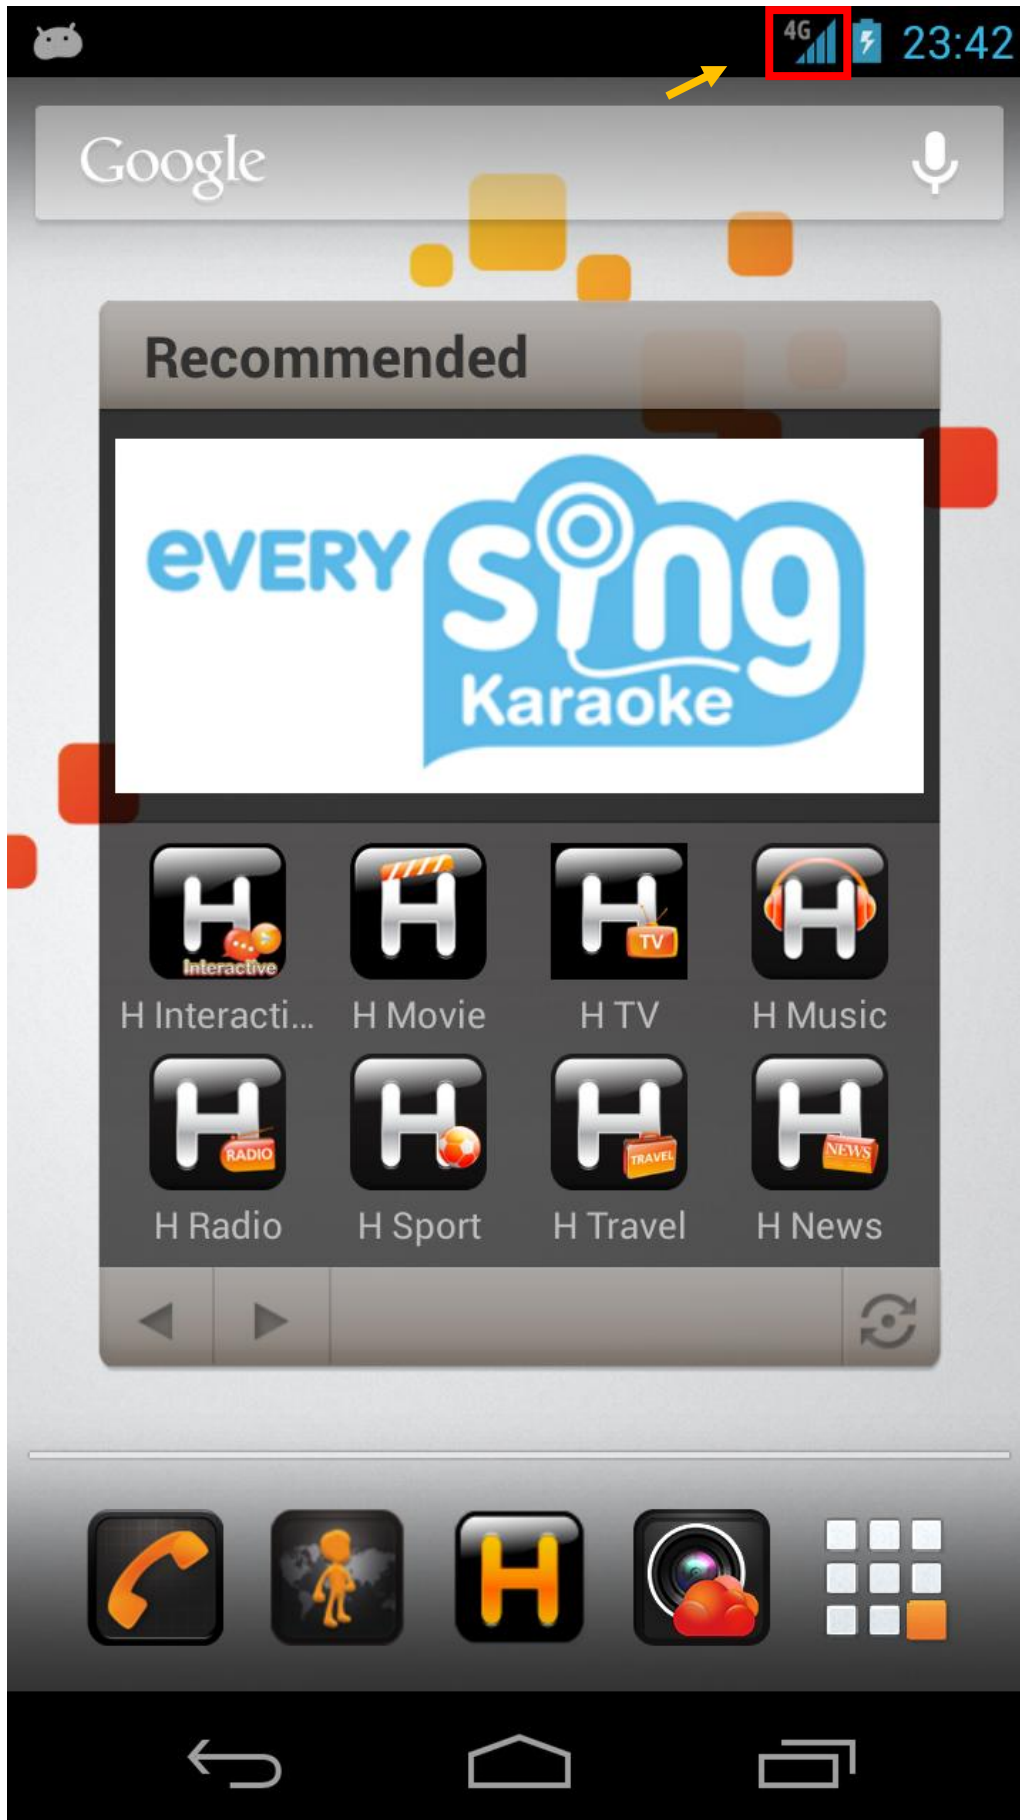 4G 23:42
Google
Recommended
eVERY sing
Karaoke
Interactive
TV
H Interacti... H Movie H TV H Music
RADIO TRAVEL NEWS
H Radio H Sport H Travel H News